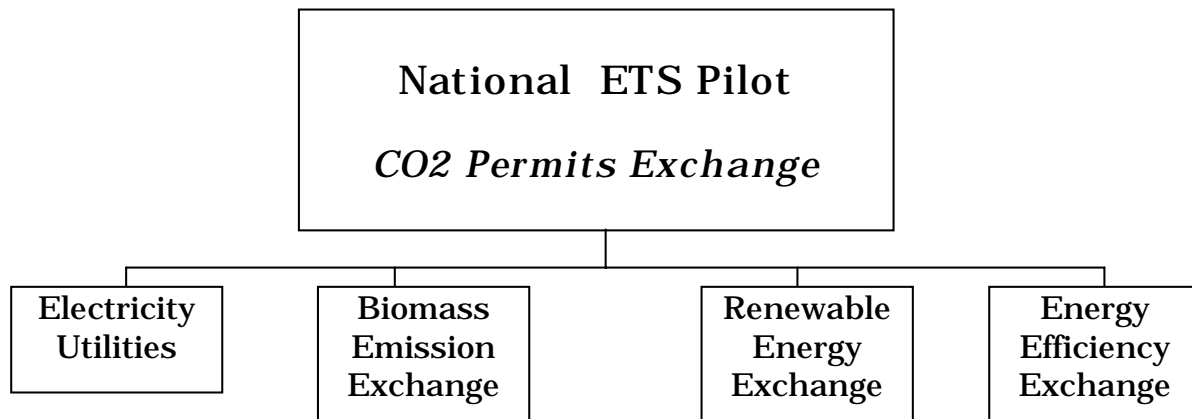 National ETS Pilot
CO2 Permits Exchange
Electricity
Utilities
Biomass
Emission
Exchange
Renewable
Energy
Exchange
Energy
Efficiency
Exchange